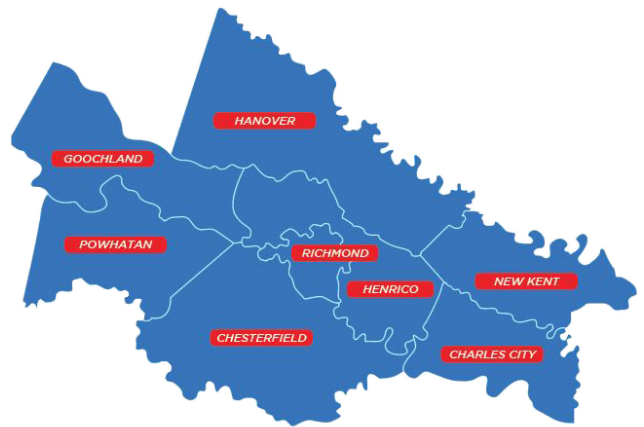 HANOVER
GOOCHLAND
POWHATAN
RICHMOND
NEW KENT
HENRICO
CHESTERFIELD
CHARLES CITY